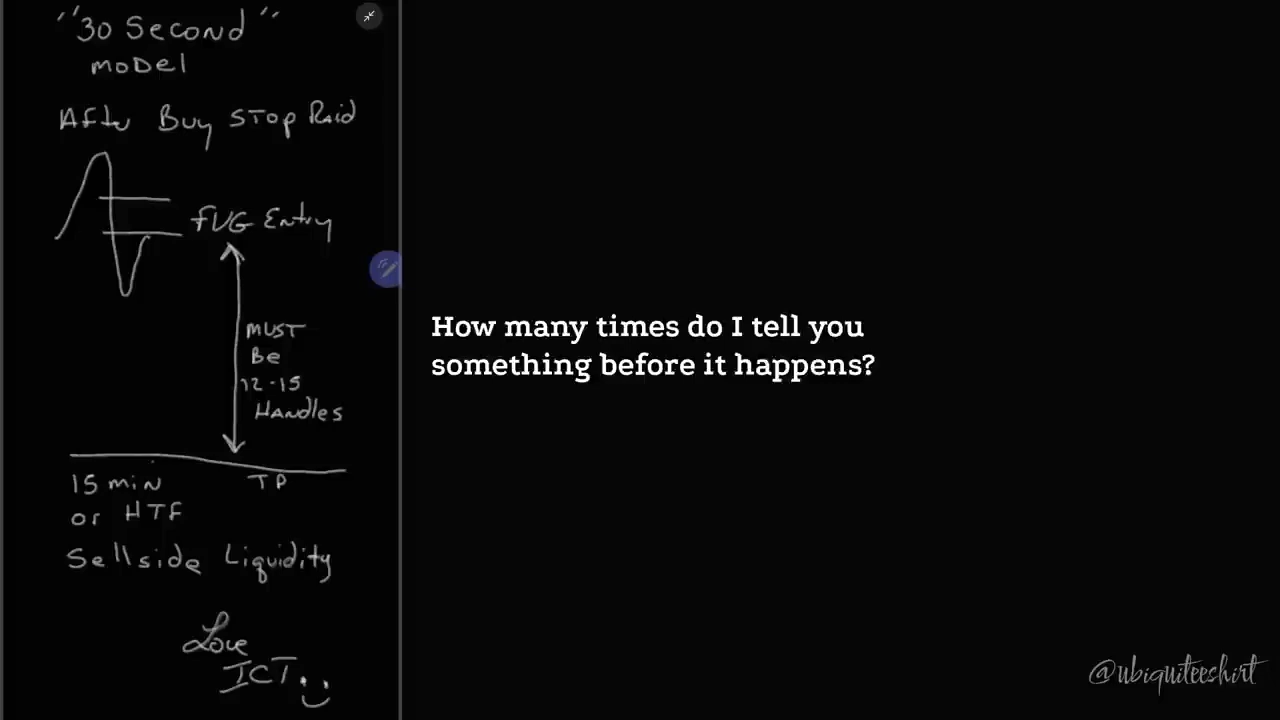 "30 Second"
MoDel
After Buy STop Raid
FVG Entry
MUST
Be
12-15
HANdles
15 min
TP
or HTF
Sellside Liquidity
Love
ICT
How many times do I tell you
something before it happens?
@ubiquiteeshirt